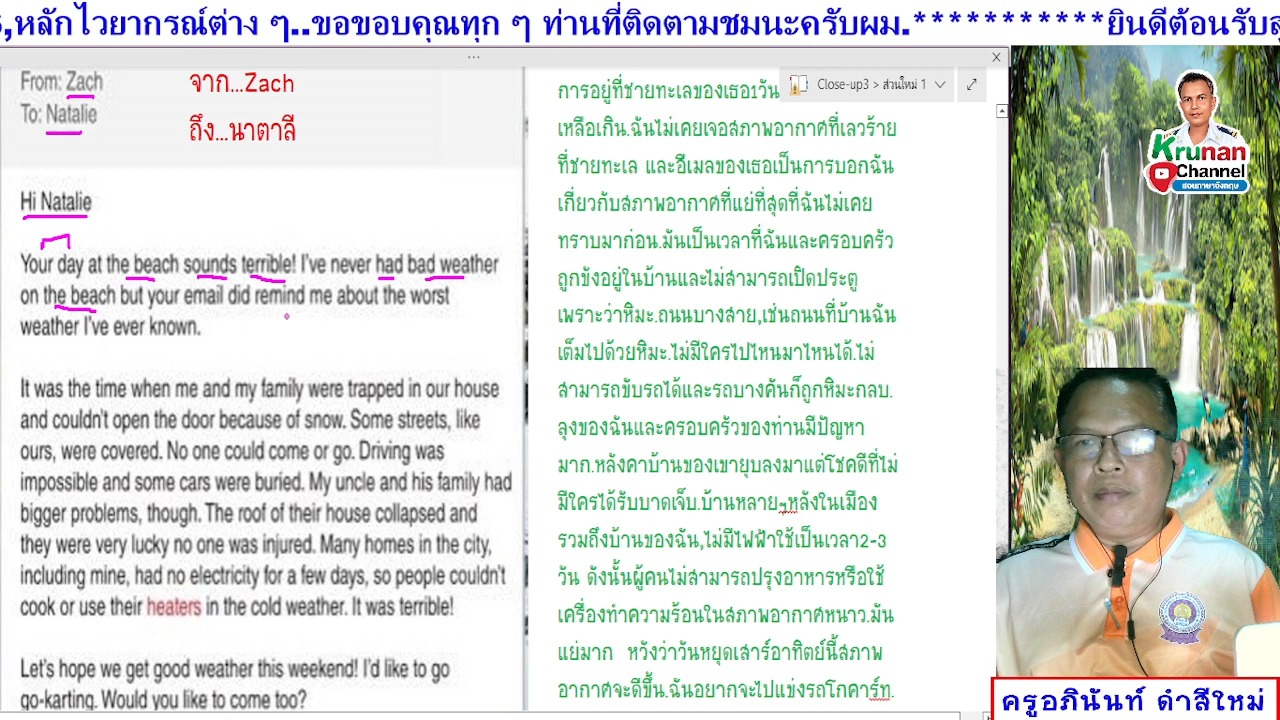 ,หลักไวยากรณ์ต่าง ๆ..ขอขอบคุณทุก ๆ ท่านที่ติดตามชมนะครับผม.***********ยินดีต้อนรับ
From: Zach
จาก...Zach
To: Natalie
ถึง...นาตาลี
Hi Natalie
Your day at the beach sounds terrible! I've never had bad weather
on the beach but your email did remind me about the worst
weather I've ever known.
It was the time when me and my family were trapped in our house
and couldn't open the door because of snow. Some streets, like
ours, were covered. No one could come or go. Driving was
impossible and some cars were buried. My uncle and his family had
bigger problems, though. The roof of their house collapsed and
they were very lucky no one was injured. Many homes in the city,
including mine, had no electricity for a few days, so people couldn't
cook or use their heaters in the cold weather. It was terrible!
Let's hope we get good weather this weekend! I'd like to go
go-karting. Would you like to come too?
Close-up3 > ส่วนใหม่ 1
การอยู่ที่ชายทะเลของเธอ1วัน
เหลือเกิน.ฉันไม่เคยเจอสภาพอากาศที่เลวร้าย
ที่ชายทะเล และอีเมลของเธอเป็นการบอกฉัน
เกี่ยวกับสภาพอากาศที่แย่ที่สุดที่ฉันไม่เคย
ทราบมาก่อน.มันเป็นเวลาที่ฉันและครอบครัว
ถูกขังอยู่ในบ้านและไม่สามารถเปิดประตู
เพราะว่าหิมะ.ถนนบางสาย,เช่นถนนที่บ้านฉัน
เต็มไปด้วยหิมะ.ไม่มีใครไปไหนมาไหนได้.ไม่
สามารถขับรถได้และรถบางคันก็ถูกหิมะกลบ.
ลุงของฉันและครอบครัวของท่านมีปัญหา
มาก.หลังคาบ้านของเขายุบลงมาแต่โชคดีที่ไม่
มีใครได้รับบาดเจ็บ.บ้านหลายๆหลังในเมือง
รวมถึงบ้านของฉัน,ไม่มีไฟฟ้าใช้เป็นเวลา2-3
วัน ดังนั้นผู้คนไม่สามารถปรุงอาหารหรือใช้
เครื่องทำความร้อนในสภาพอากาศหนาว.มัน
แย่มาก หวังว่าวันหยุดเสาร์อาทิตย์นี้สภาพ
อากาศจะดีขึ้น.ฉันอยากจะไปแข่งรถโกคาร์ท.
Krunan
Channel
สอนภาษาอังกฤษ
ครูอภินันท์ ดำสีใหม่